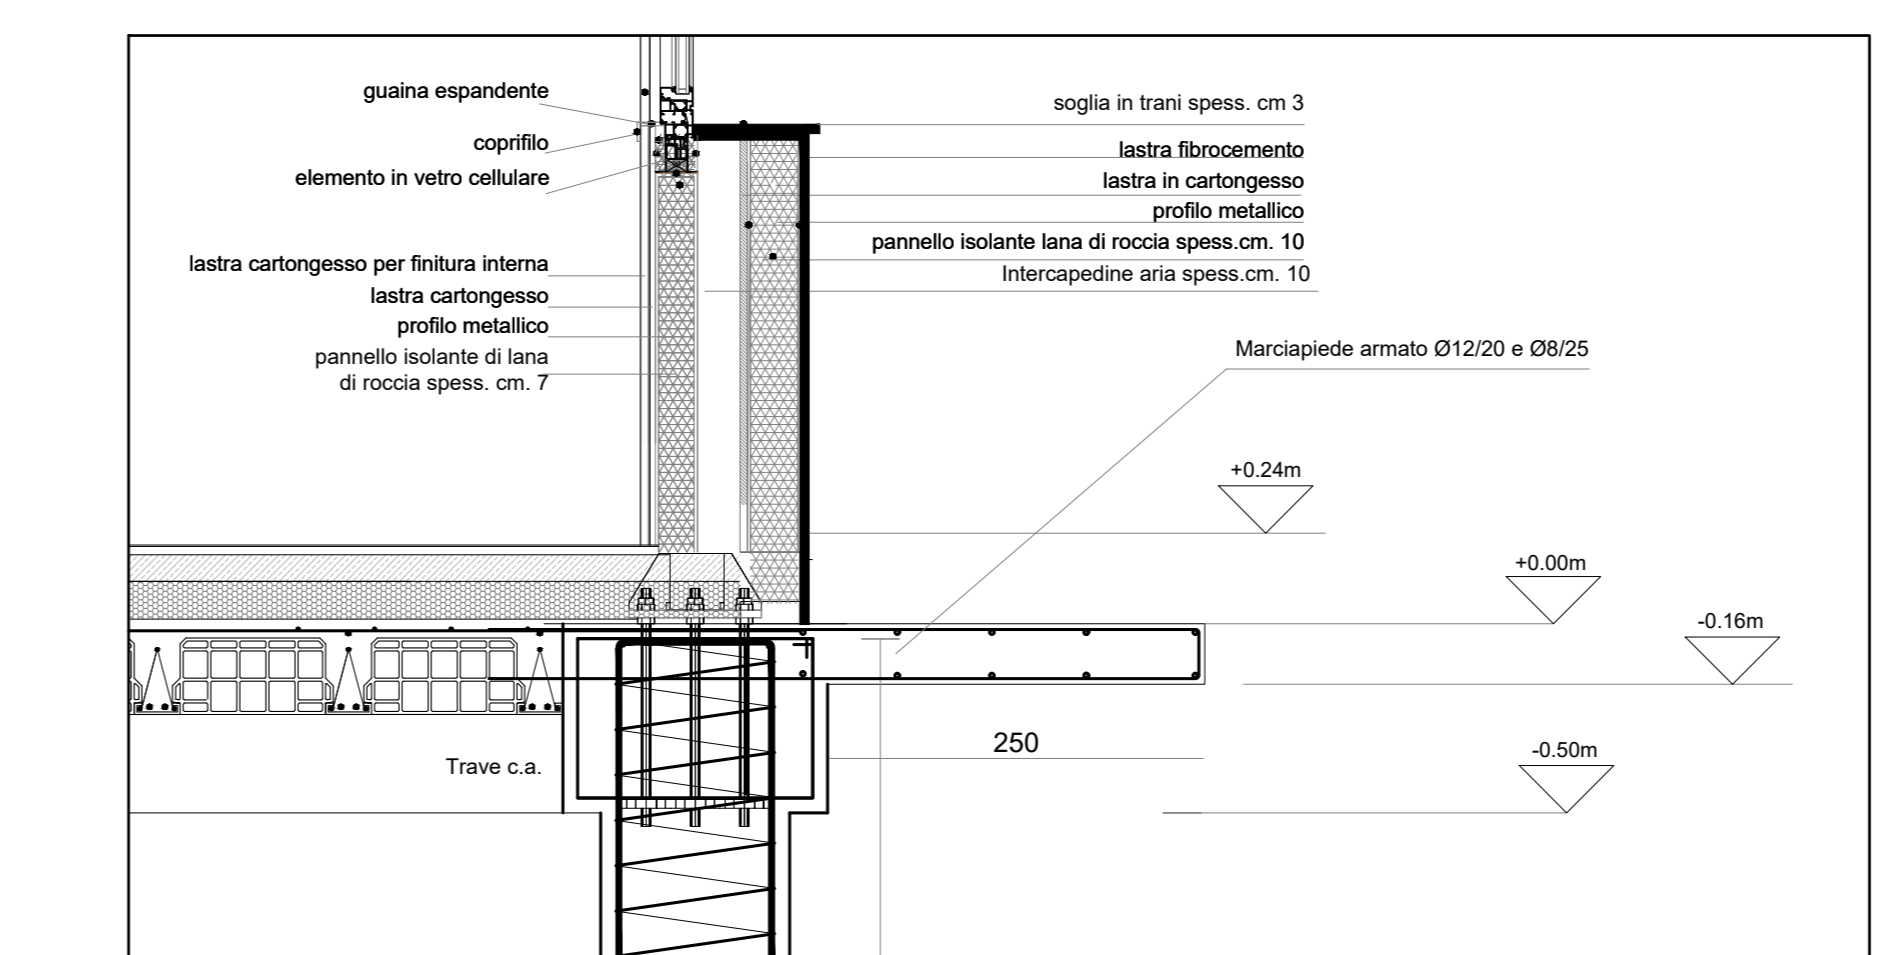 guaina espandente
coprifilo
elemento in vetro cellulare
lastra cartongesso per finitura interna
lastra cartongesso
profilo metallico
pannello isolante di lana
di roccia spess. cm. 7
soglia in trani spess. cm 3
lastra fibrocemento
lastra in cartongesso
profilo metallico
pannello isolante lana di roccia spess.cm. 10
Intercapedine aria spess.cm. 10
Marciapiede armato Ø12/20 e Ø8/25
+0.24m
+0.00m
-0.16m
250
-0.50m
Trave c.a.